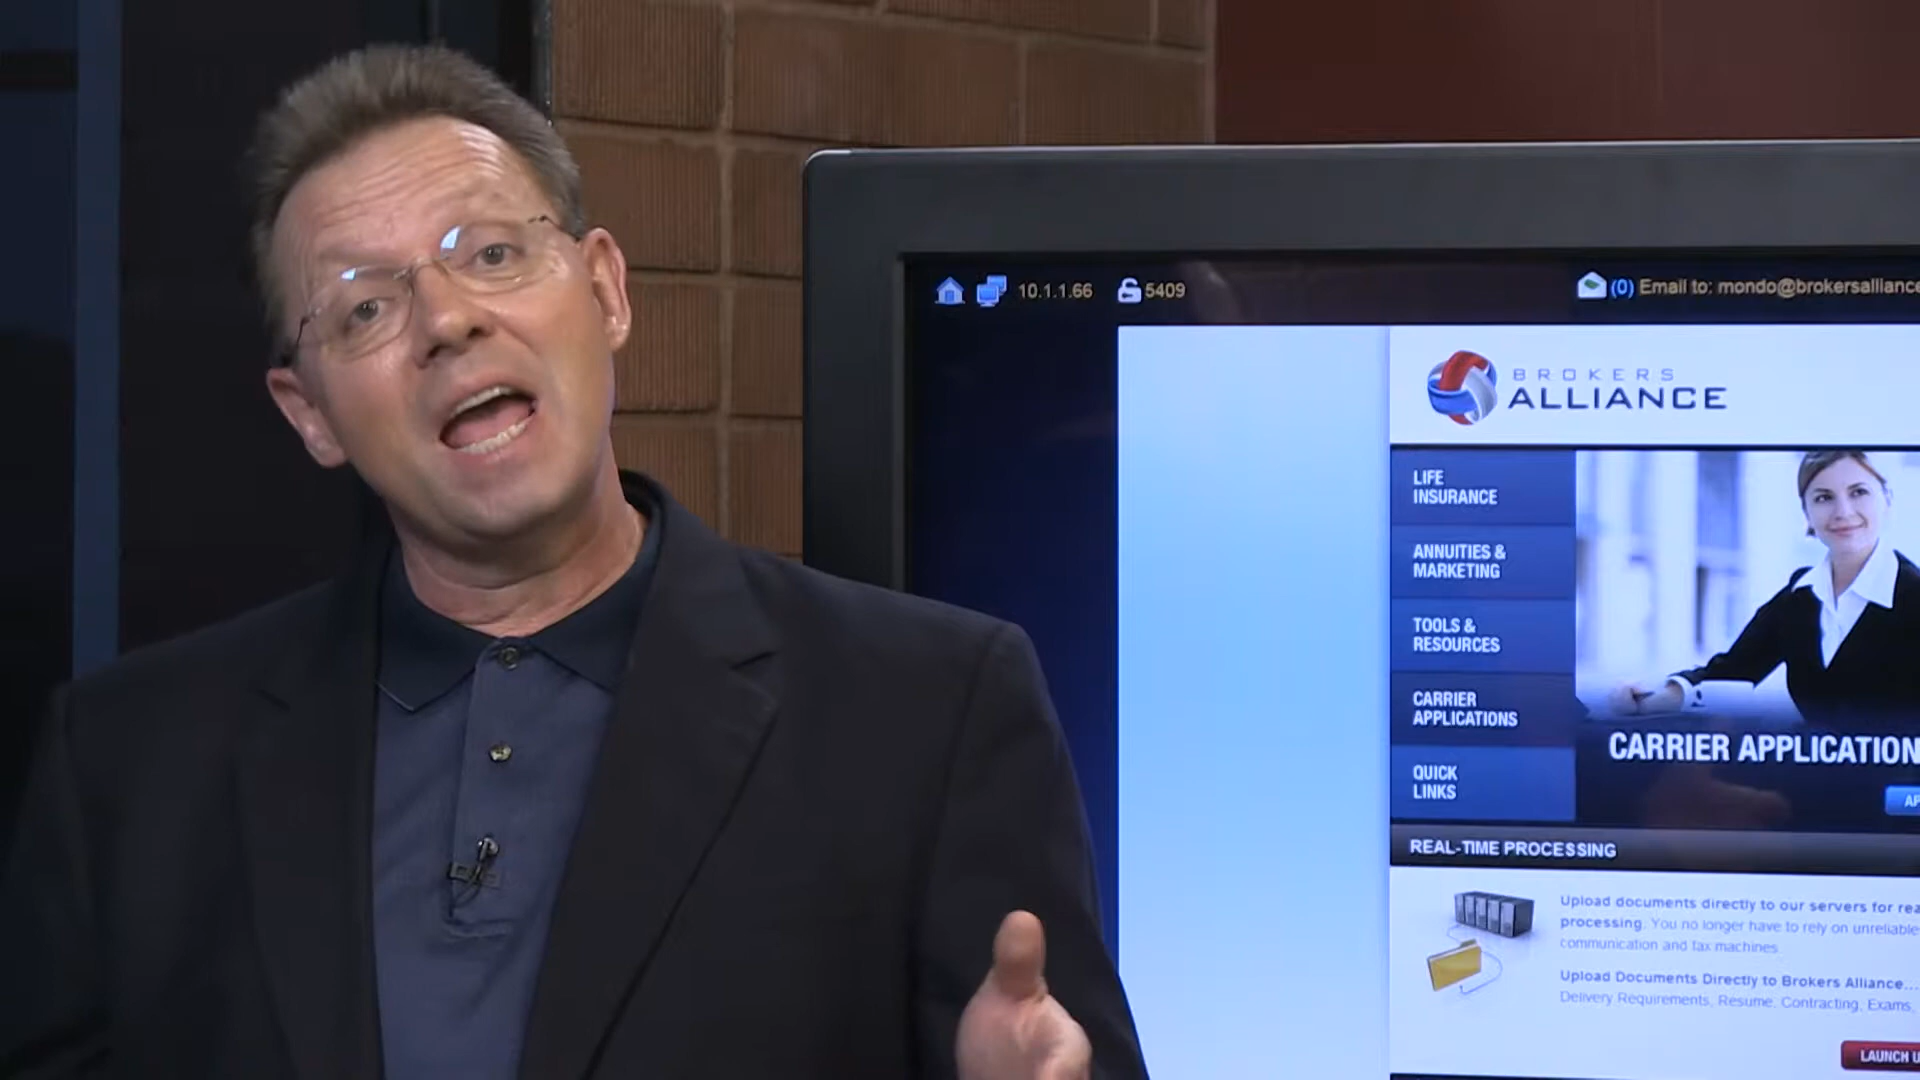 10.1.1.66
5409
(0) Email to: mondo@brokersalliance
BROKERS
ALLIANCE
LIFE
INSURANCE
ANNUITIES &
MARKETING
TOOLS &
RESOURCES
CARRIER
APPLICATIONS
QUICK
LINKS
CARRIER APPLICATION
REAL-TIME PROCESSING
Upload documents directly to our servers for rea
processing. You no longer have to rely on unreliable
communication and fax machines.
Upload Documents Directly to Brokers Alliance...
Delivery Requirements, Resume, Contracting, Exams,
LAUNCH U